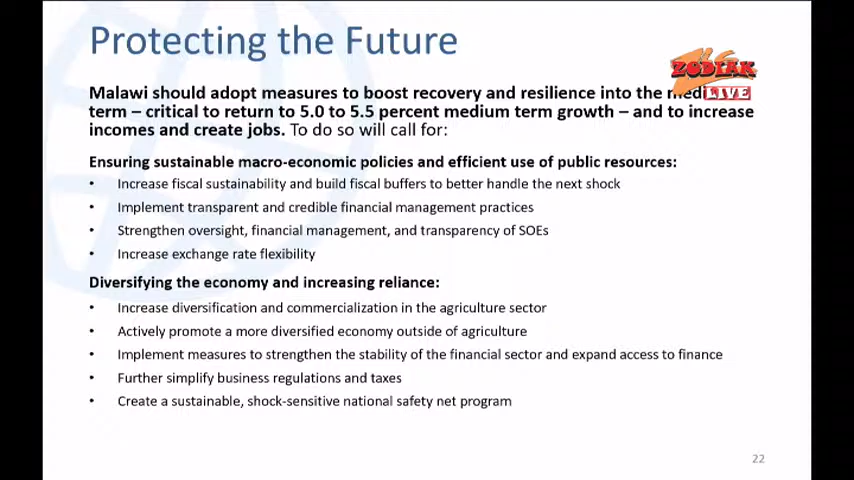 Protecting the Future
ZODIAK
LIVE
Malawi should adopt measures to boost recovery and resilience into the medi
term – critical to return to 5.0 to 5.5 percent medium term growth – and to increase
incomes and create jobs. To do so will call for:
Ensuring sustainable macro-economic policies and efficient use of public resources:
• Increase fiscal sustainability and build fiscal buffers to better handle the next shock
• Implement transparent and credible financial management practices
• Strengthen oversight, financial management, and transparency of SOEs
• Increase exchange rate flexibility
Diversifying the economy and increasing reliance:
• Increase diversification and commercialization in the agriculture sector
• Actively promote a more diversified economy outside of agriculture
• Implement measures to strengthen the stability of the financial sector and expand access to finance
• Further simplify business regulations and taxes
• Create a sustainable, shock-sensitive national safety net program
22